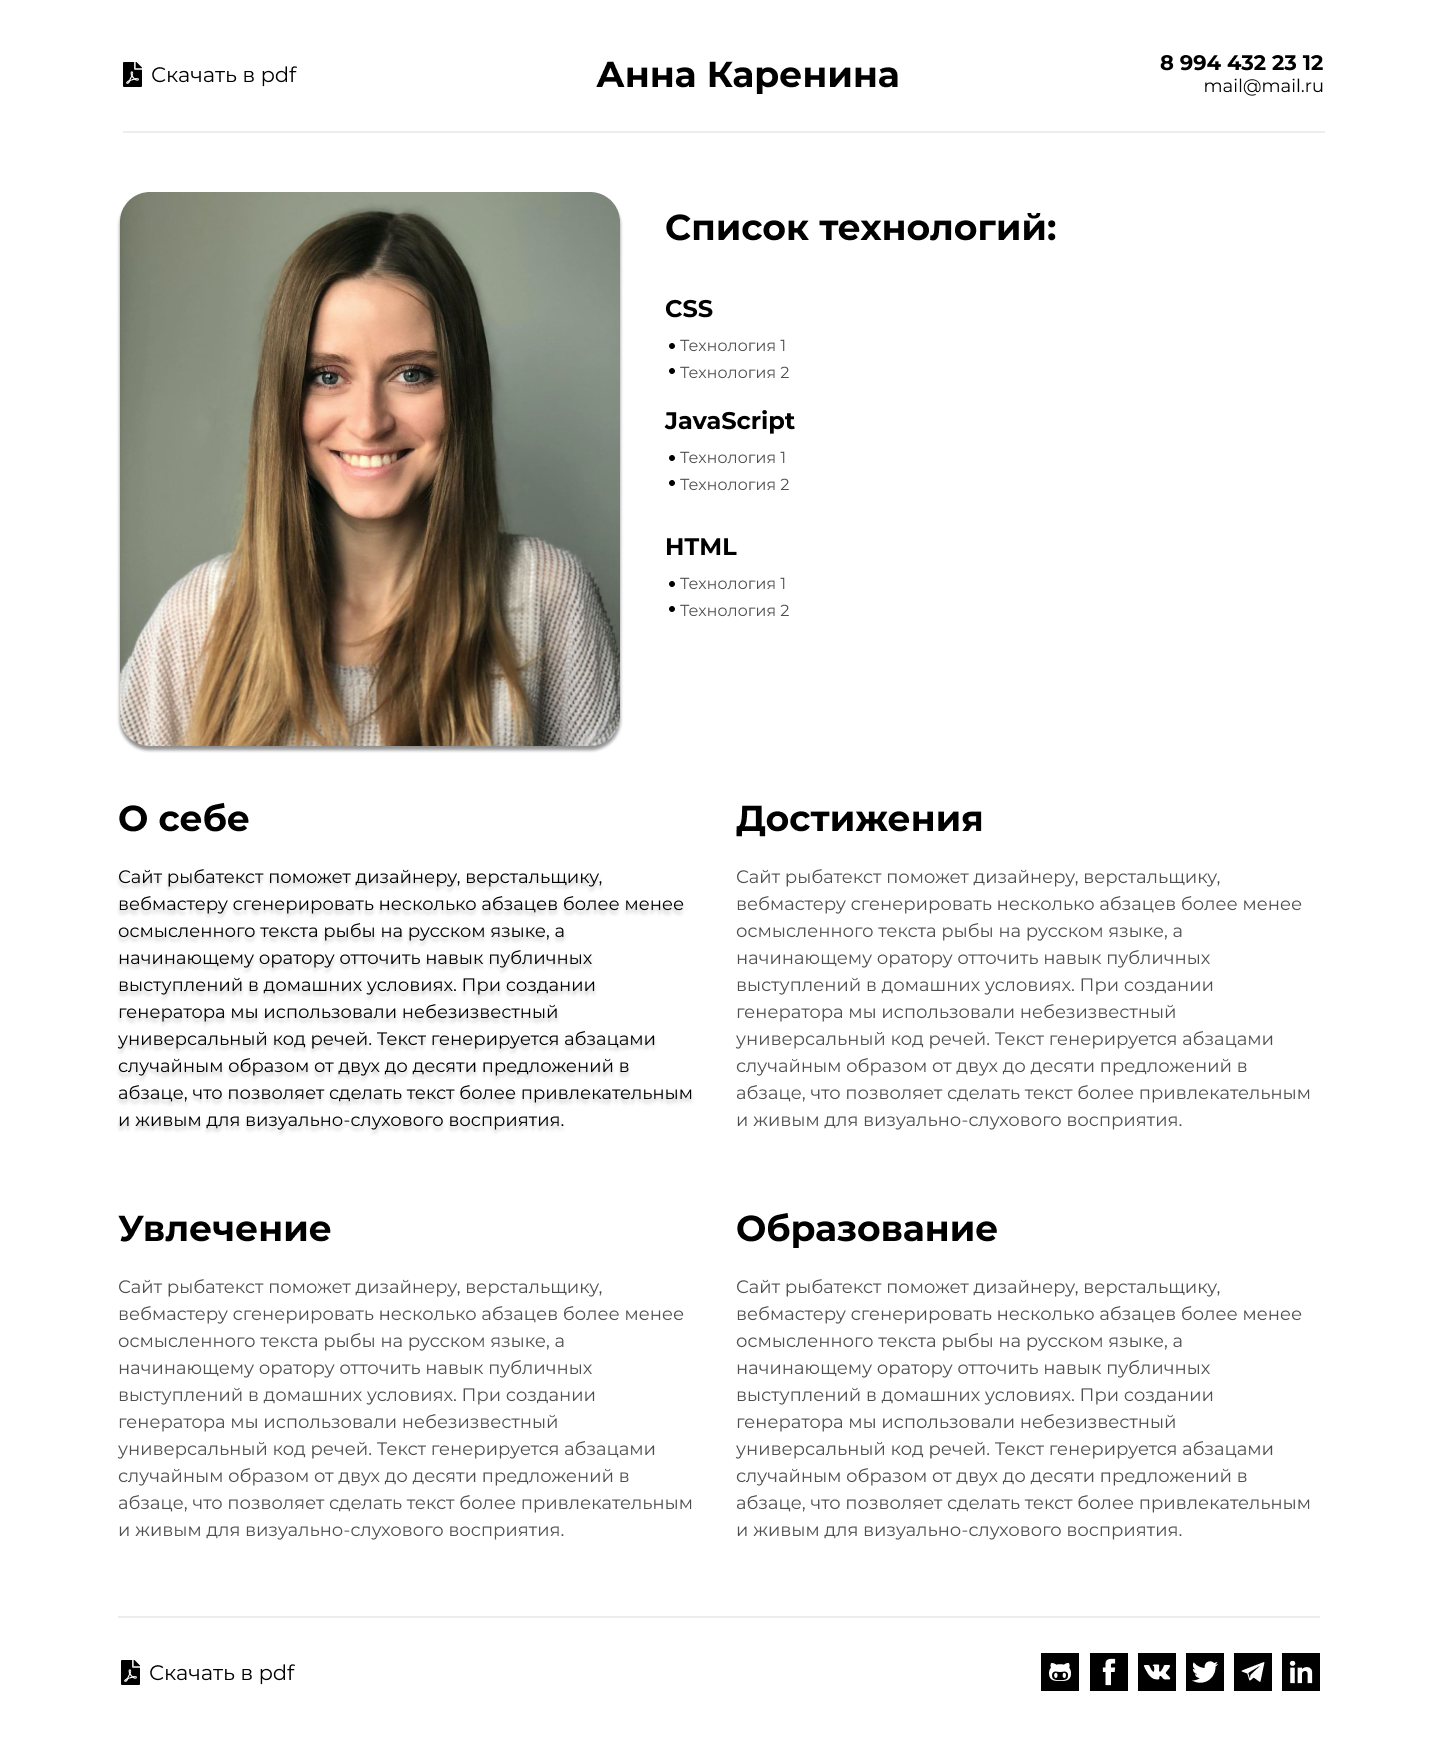 Скачать в pdf
Анна Каренина
8 994 432 23 12
mail@mail.ru
Список технологий:
CSS
• Технология 1
• Технология 2
JavaScript
• Технология 1
• Технология 2
HTML
• Технология 1
• Технология 2
О себе
Сайт рыбатекст поможет дизайнеру, верстальщику,
вебмастеру сгенерировать несколько абзацев более менее
осмысленного текста рыбы на русском языке, а
начинающему оратору отточить навык публичных
выступлений в домашних условиях. При создании
генератора мы использовали небезизвестный
универсальный код речей. Текст генерируется абзацами
случайным образом от двух до десяти предложений в
абзаце, что позволяет сделать текст более привлекательным
и живым для визуально-слухового восприятия.
Достижения
Сайт рыбатекст поможет дизайнеру, верстальщику,
вебмастеру сгенерировать несколько абзацев более менее
осмысленного текста рыбы на русском языке, а
начинающему оратору отточить навык публичных
выступлений в домашних условиях. При создании
генератора мы использовали небезизвестный
универсальный код речей. Текст генерируется абзацами
случайным образом от двух до десяти предложений в
абзаце, что позволяет сделать текст более привлекательным
и живым для визуально-слухового восприятия.
Увлечение
Сайт рыбатекст поможет дизайнеру, верстальщику,
вебмастеру сгенерировать несколько абзацев более менее
осмысленного текста рыбы на русском языке, а
начинающему оратору отточить навык публичных
выступлений в домашних условиях. При создании
генератора мы использовали небезизвестный
универсальный код речей. Текст генерируется абзацами
случайным образом от двух до десяти предложений в
абзаце, что позволяет сделать текст более привлекательным
и живым для визуально-слухового восприятия.
Образование
Сайт рыбатекст поможет дизайнеру, верстальщику,
вебмастеру сгенерировать несколько абзацев более менее
осмысленного текста рыбы на русском языке, а
начинающему оратору отточить навык публичных
выступлений в домашних условиях. При создании
генератора мы использовали небезизвестный
универсальный код речей. Текст генерируется абзацами
случайным образом от двух до десяти предложений в
абзаце, что позволяет сделать текст более привлекательным
и живым для визуально-слухового восприятия.
Скачать в pdf